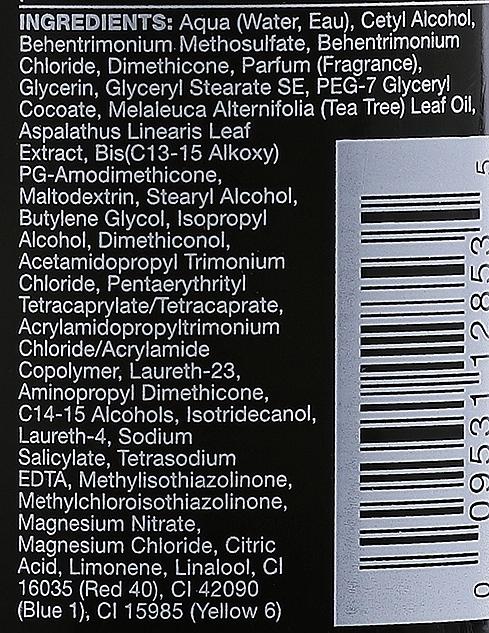 INGREDIENTS: Aqua (Water, Eau), Cetyl Alcohol,
Behentrimonium Methosulfate, Behentrimonium
Chloride, Dimethicone, Parfum (Fragrance),
Glycerin, Glyceryl Stearate SE, PEG-7 Glyceryl
Cocoate, Melaleuca Alternifolia (Tea Tree) Leaf Oil,
Aspalathus Linearis Leaf
Extract, Bis(C13-15 Alkoxy)
PG-Amodimethicone,
Maltodextrin, Stearyl Alcohol,
Butylene Glycol, Isopropyl
Alcohol, Dimethiconol,
Acetamidopropyl Trimonium
Chloride, Pentaerythrityl
Tetracaprylate/Tetracaprate,
Acrylamidopropyltrimonium
Chloride/Acrylamide
Copolymer, Laureth-23,
Aminopropyl Dimethicone,
C14-15 Alcohols, Isotridecanol,
Laureth-4, Sodium
Salicylate, Tetrasodium
EDTA, Methylisothiazolinone,
Methylchloroisothiazolinone,
Magnesium Nitrate,
Magnesium Chloride, Citric
Acid, Limonene, Linalool, CI
16035 (Red 40), CI 42090
(Blue 1), CI 15985 (Yellow 6)
0 09531 12853 5